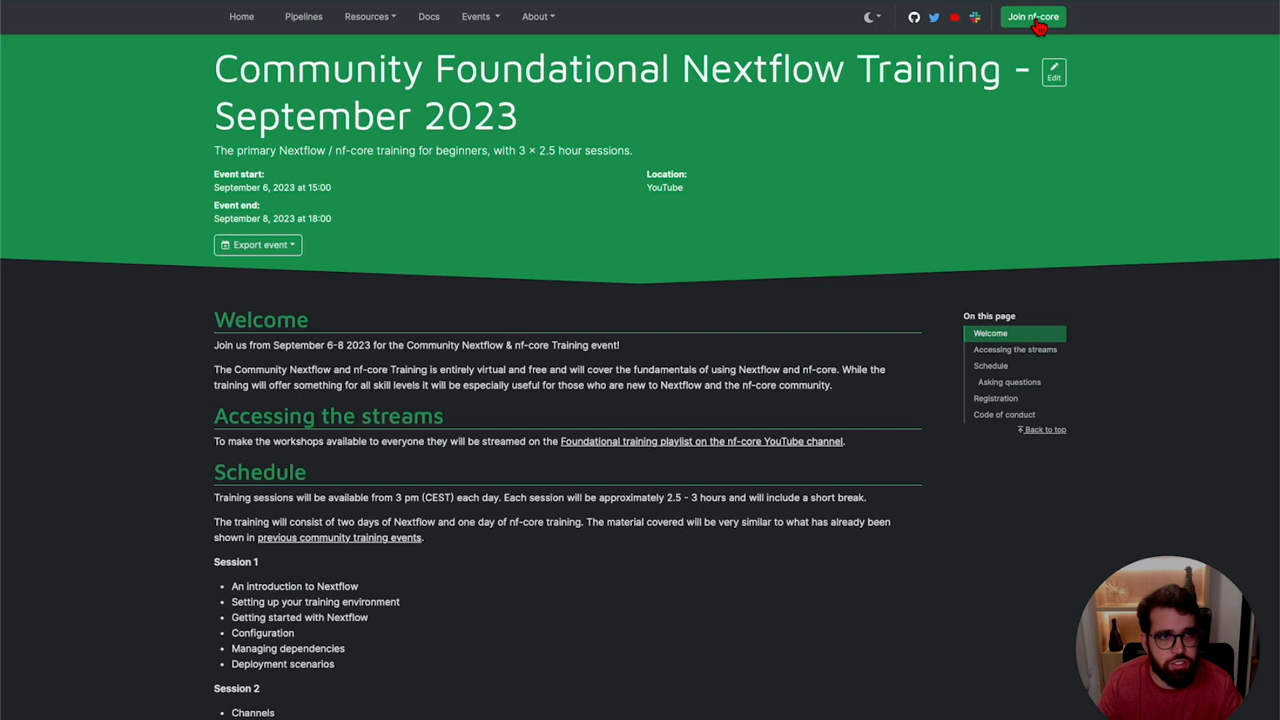 Home Pipelines Resources Docs Events About Join nf-core
Community Foundational Nextflow Training -
September 2023
Edit
The primary Nextflow / nf-core training for beginners, with 3 × 2.5 hour sessions.
Event start:
September 6, 2023 at 15:00
Event end:
September 8, 2023 at 18:00
Location:
YouTube
Export event
Welcome
Join us from September 6-8 2023 for the Community Nextflow & nf-core Training event!
The Community Nextflow and nf-core Training is entirely virtual and free and will cover the fundamentals of using Nextflow and nf-core. While the
training will offer something for all skill levels it will be especially useful for those who are new to Nextflow and the nf-core community.
Accessing the streams
To make the workshops available to everyone they will be streamed on the Foundational training playlist on the nf-core YouTube channel.
Schedule
Training sessions will be available from 3 pm (CEST) each day. Each session will be approximately 2.5 - 3 hours and will include a short break.
The training will consist of two days of Nextflow and one day of nf-core training. The material covered will be very similar to what has already been
shown in previous community training events.
Session 1
• An introduction to Nextflow
• Setting up your training environment
• Getting started with Nextflow
• Configuration
• Managing dependencies
• Deployment scenarios
Session 2
• Channels
On this page
Welcome
Accessing the streams
Schedule
Asking questions
Registration
Code of conduct
Back to top